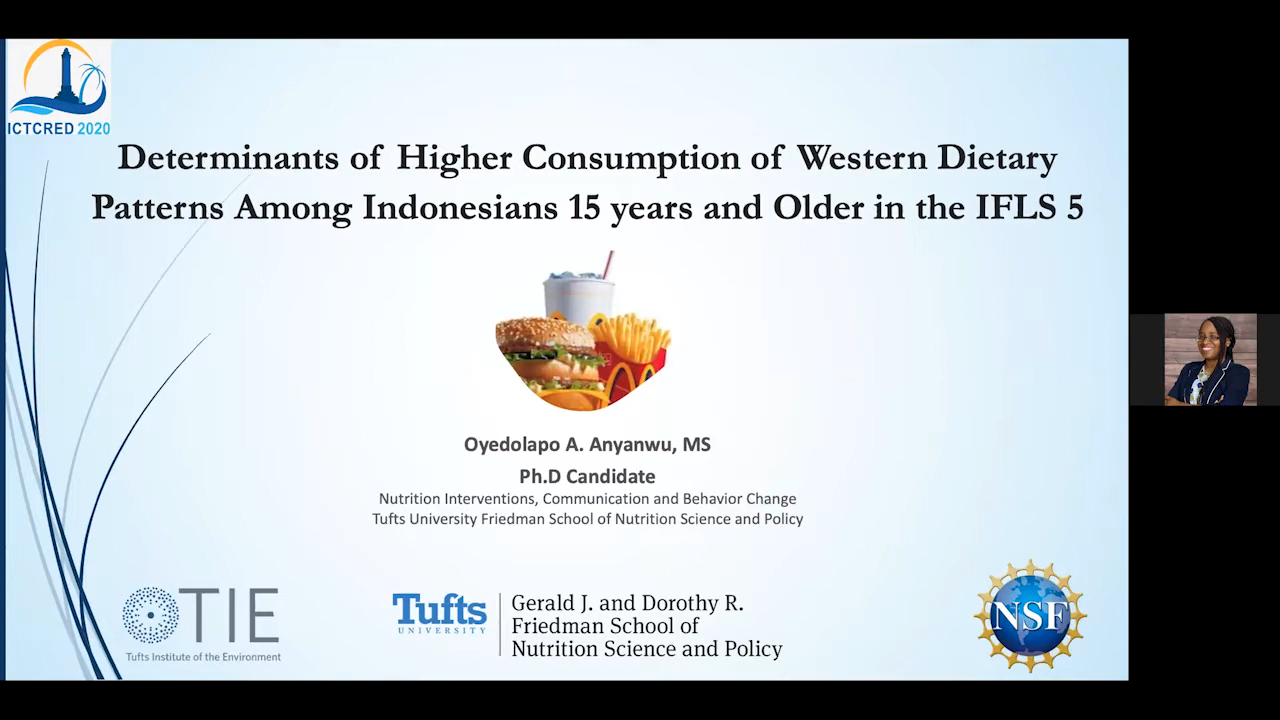 ICTCRED 2020
Determinants of Higher Consumption of Western Dietary
Patterns Among Indonesians 15 years and Older in the IFLS 5
Oyedolapo A. Anyanwu, MS
Ph.D Candidate
Nutrition Interventions, Communication and Behavior Change
Tufts University Friedman School of Nutrition Science and Policy
TIE
Tufts Institute of the Environment
Tufts
UNIVERSITY
Gerald J. and Dorothy R.
Friedman School of
Nutrition Science and Policy
NSF